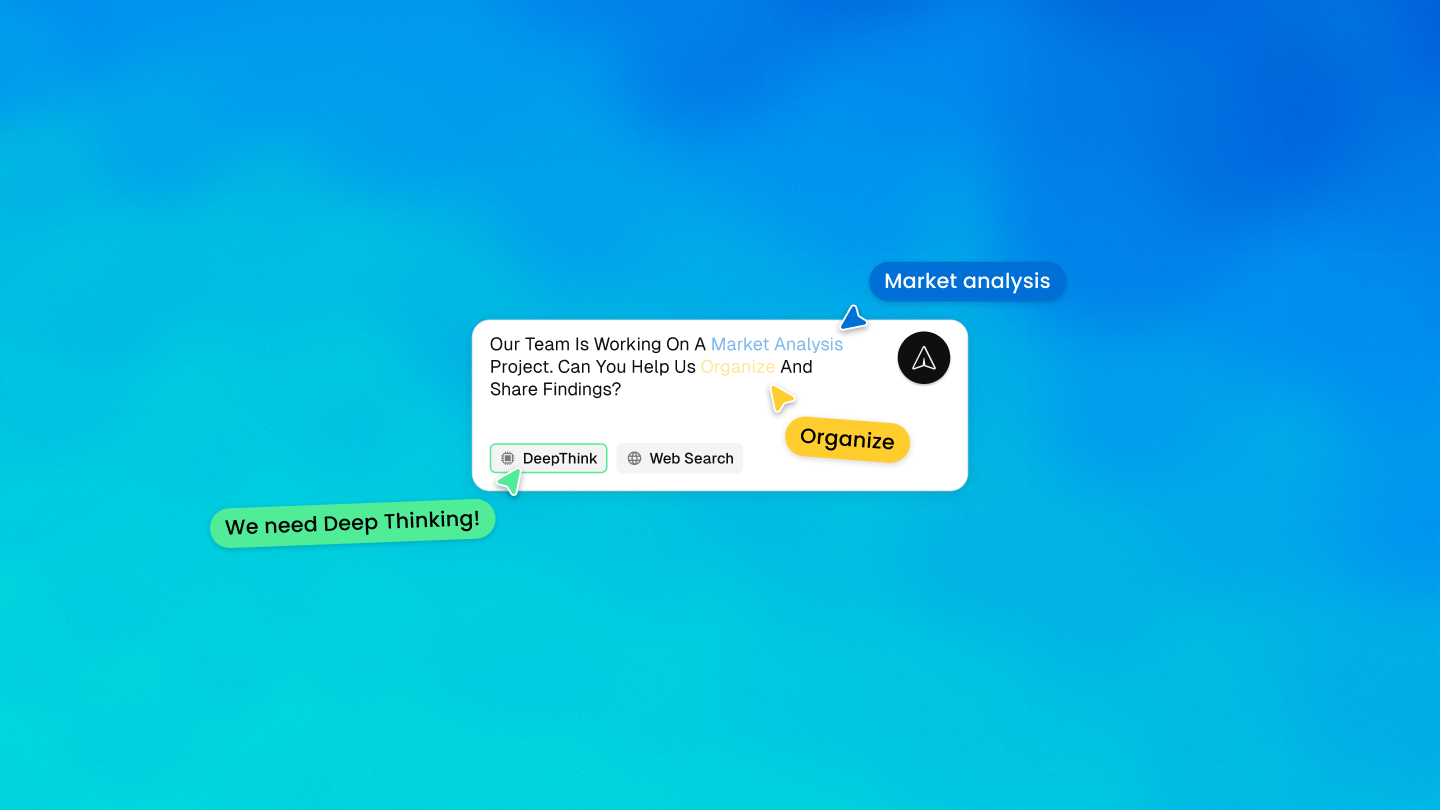 Market analysis
Our Team Is Working On A Market Analysis
Project. Can You Help Us Organize And
Share Findings?
Organize
DeepThink
Web Search
We need Deep Thinking!